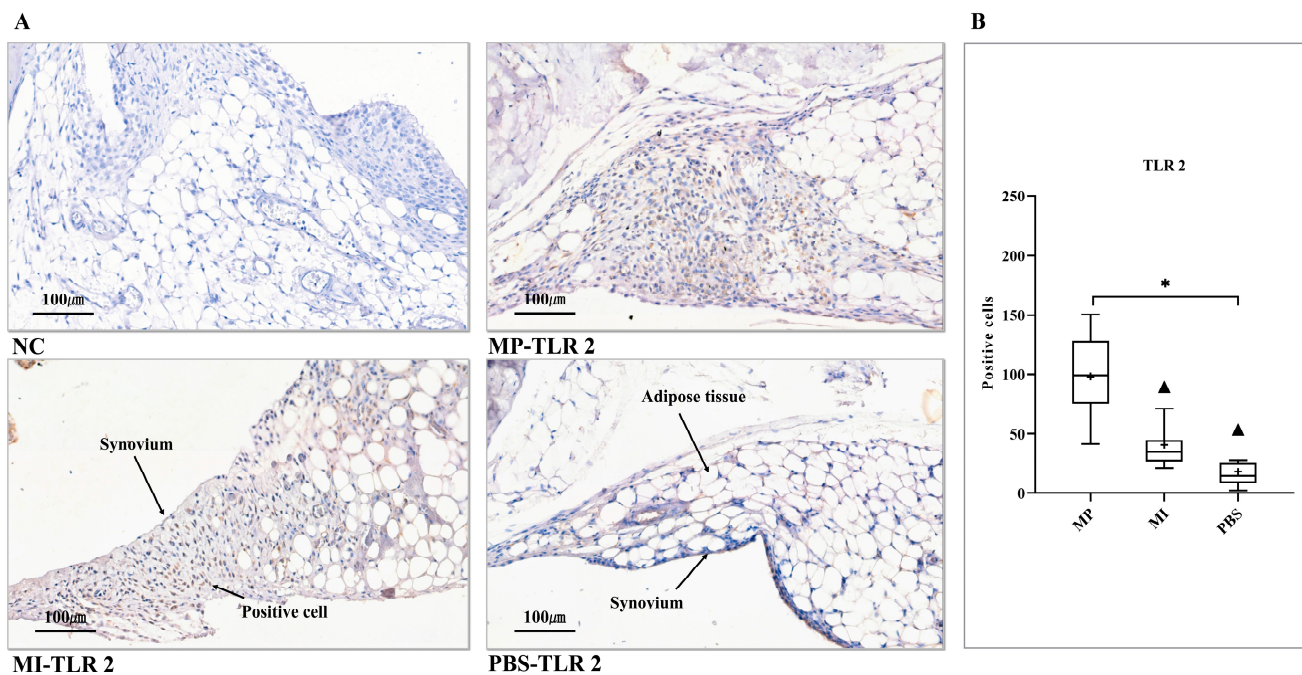 A
B
100㎛
100㎛
NC
MP-TLR 2
Synovium
Positive cell
100㎛
Adipose tissue
Synovium
100㎛
MI-TLR 2
PBS-TLR 2
TLR 2
Positive cells
250
200
150
100
50
0
*
MP
MI
PBS